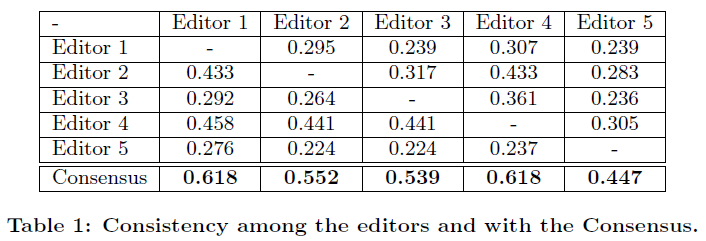 - Editor 1 Editor 2 Editor 3 Editor 4 Editor 5
Editor 1 - 0.295 0.239 0.307 0.239
Editor 2 0.433 - 0.317 0.433 0.283
Editor 3 0.292 0.264 - 0.361 0.236
Editor 4 0.458 0.441 0.441 - 0.305
Editor 5 0.276 0.224 0.224 0.237 -
Consensus 0.618 0.552 0.539 0.618 0.447
Table 1: Consistency among the editors and with the Consensus.